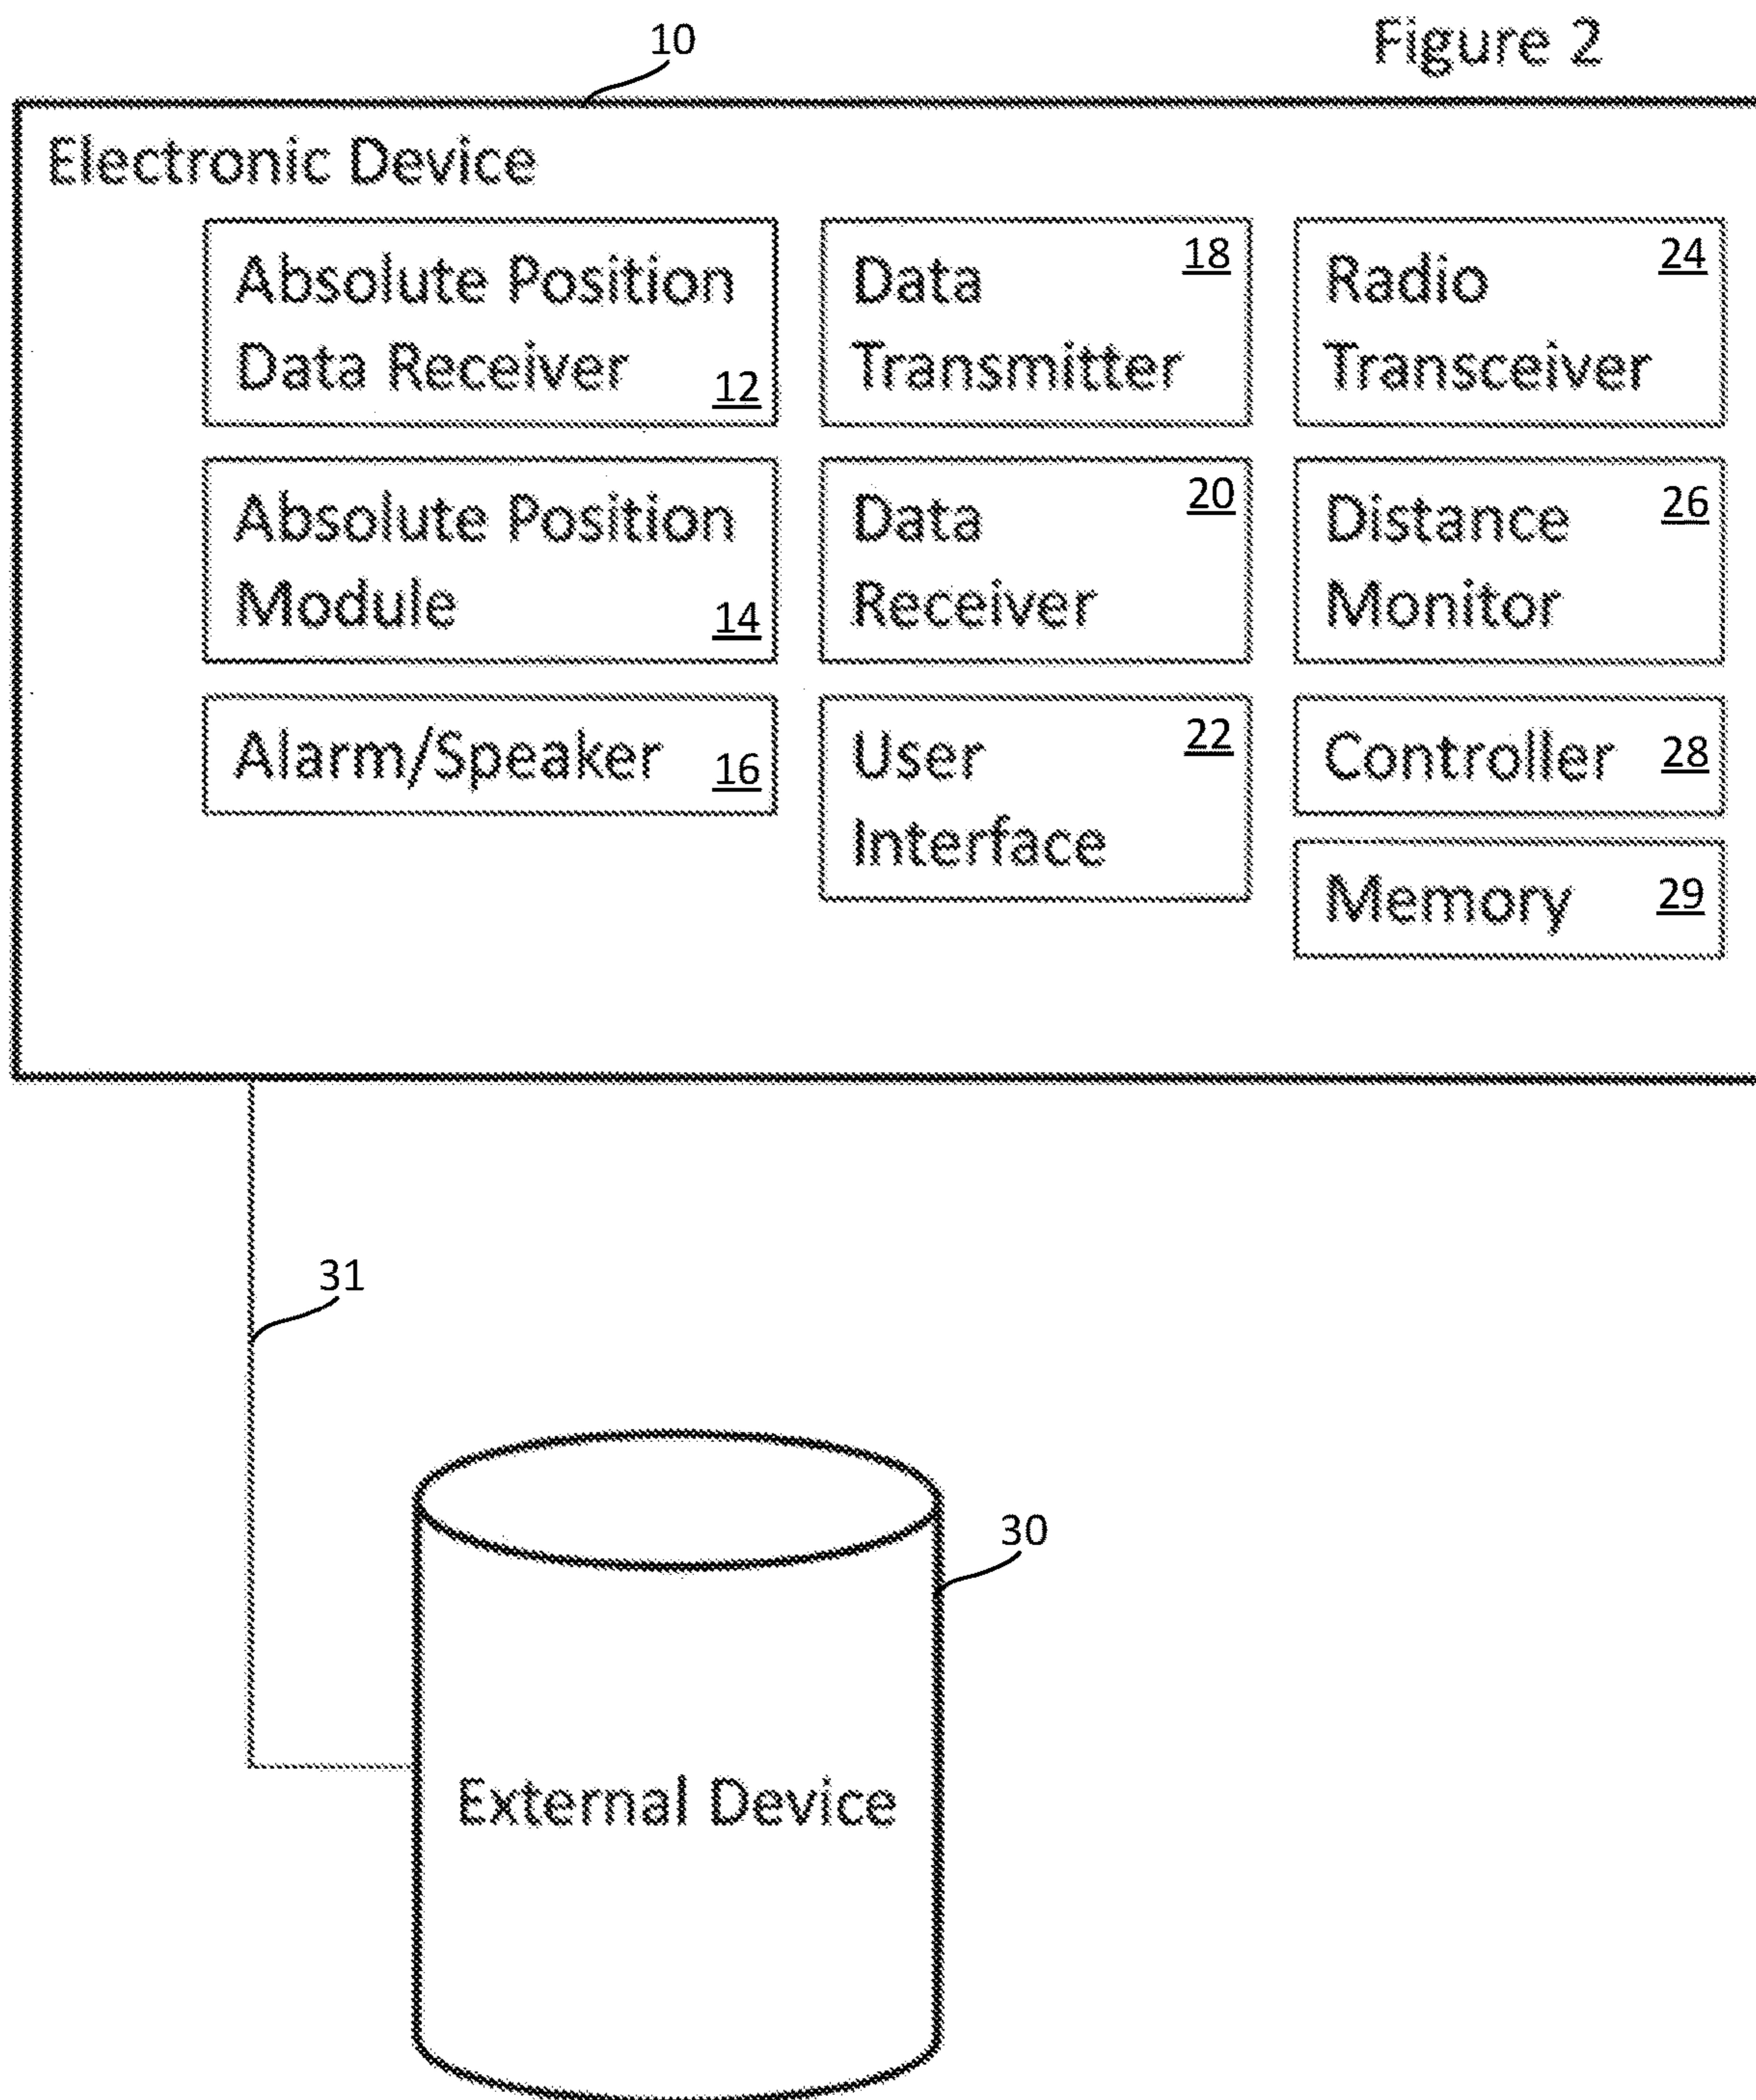 Figure 2
10
Electronic Device
Absolute Position
Data Receiver 12
Data 18
Transmitter
Radio 24
Transceiver
Absolute Position
Module 14
Data 20
Receiver
Distance 26
Monitor
Alarm/Speaker 16
User 22
Interface
Controller 28
Memory 29
31
30
External Device